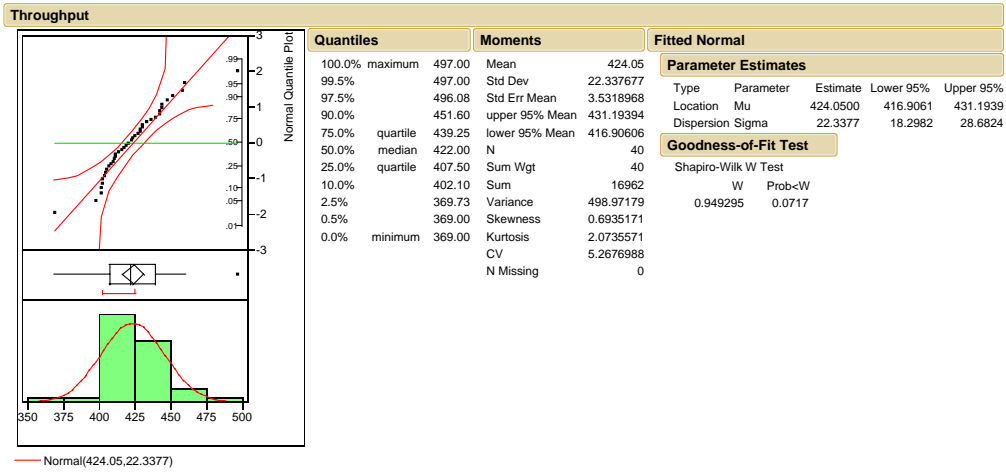 Throughput
3
2
1
0
-1
-2
-3
.99
.95
.90
.75
.50
.25
.10
.05
.01
Normal Quantile Plot
350 375 400 425 450 475 500
Normal(424.05,22.3377)
Quantiles
100.0% maximum 497.00
99.5% 497.00
97.5% 496.08
90.0% 451.60
75.0% quartile 439.25
50.0% median 422.00
25.0% quartile 407.50
10.0% 402.10
2.5% 369.73
0.5% 369.00
0.0% minimum 369.00
Moments
Mean 424.05
Std Dev 22.337677
Std Err Mean 3.5318968
upper 95% Mean 431.19394
lower 95% Mean 416.90606
N 40
Sum Wgt 40
Sum 16962
Variance 498.97179
Skewness 0.6935171
Kurtosis 2.0735571
CV 5.2676988
N Missing 0
Fitted Normal
Parameter Estimates
Type Parameter Estimate Lower 95% Upper 95%
Location Mu 424.0500 416.9061 431.1939
Dispersion Sigma 22.3377 18.2982 28.6824
Goodness-of-Fit Test
Shapiro-Wilk W Test
W Prob<W
0.949295 0.0717